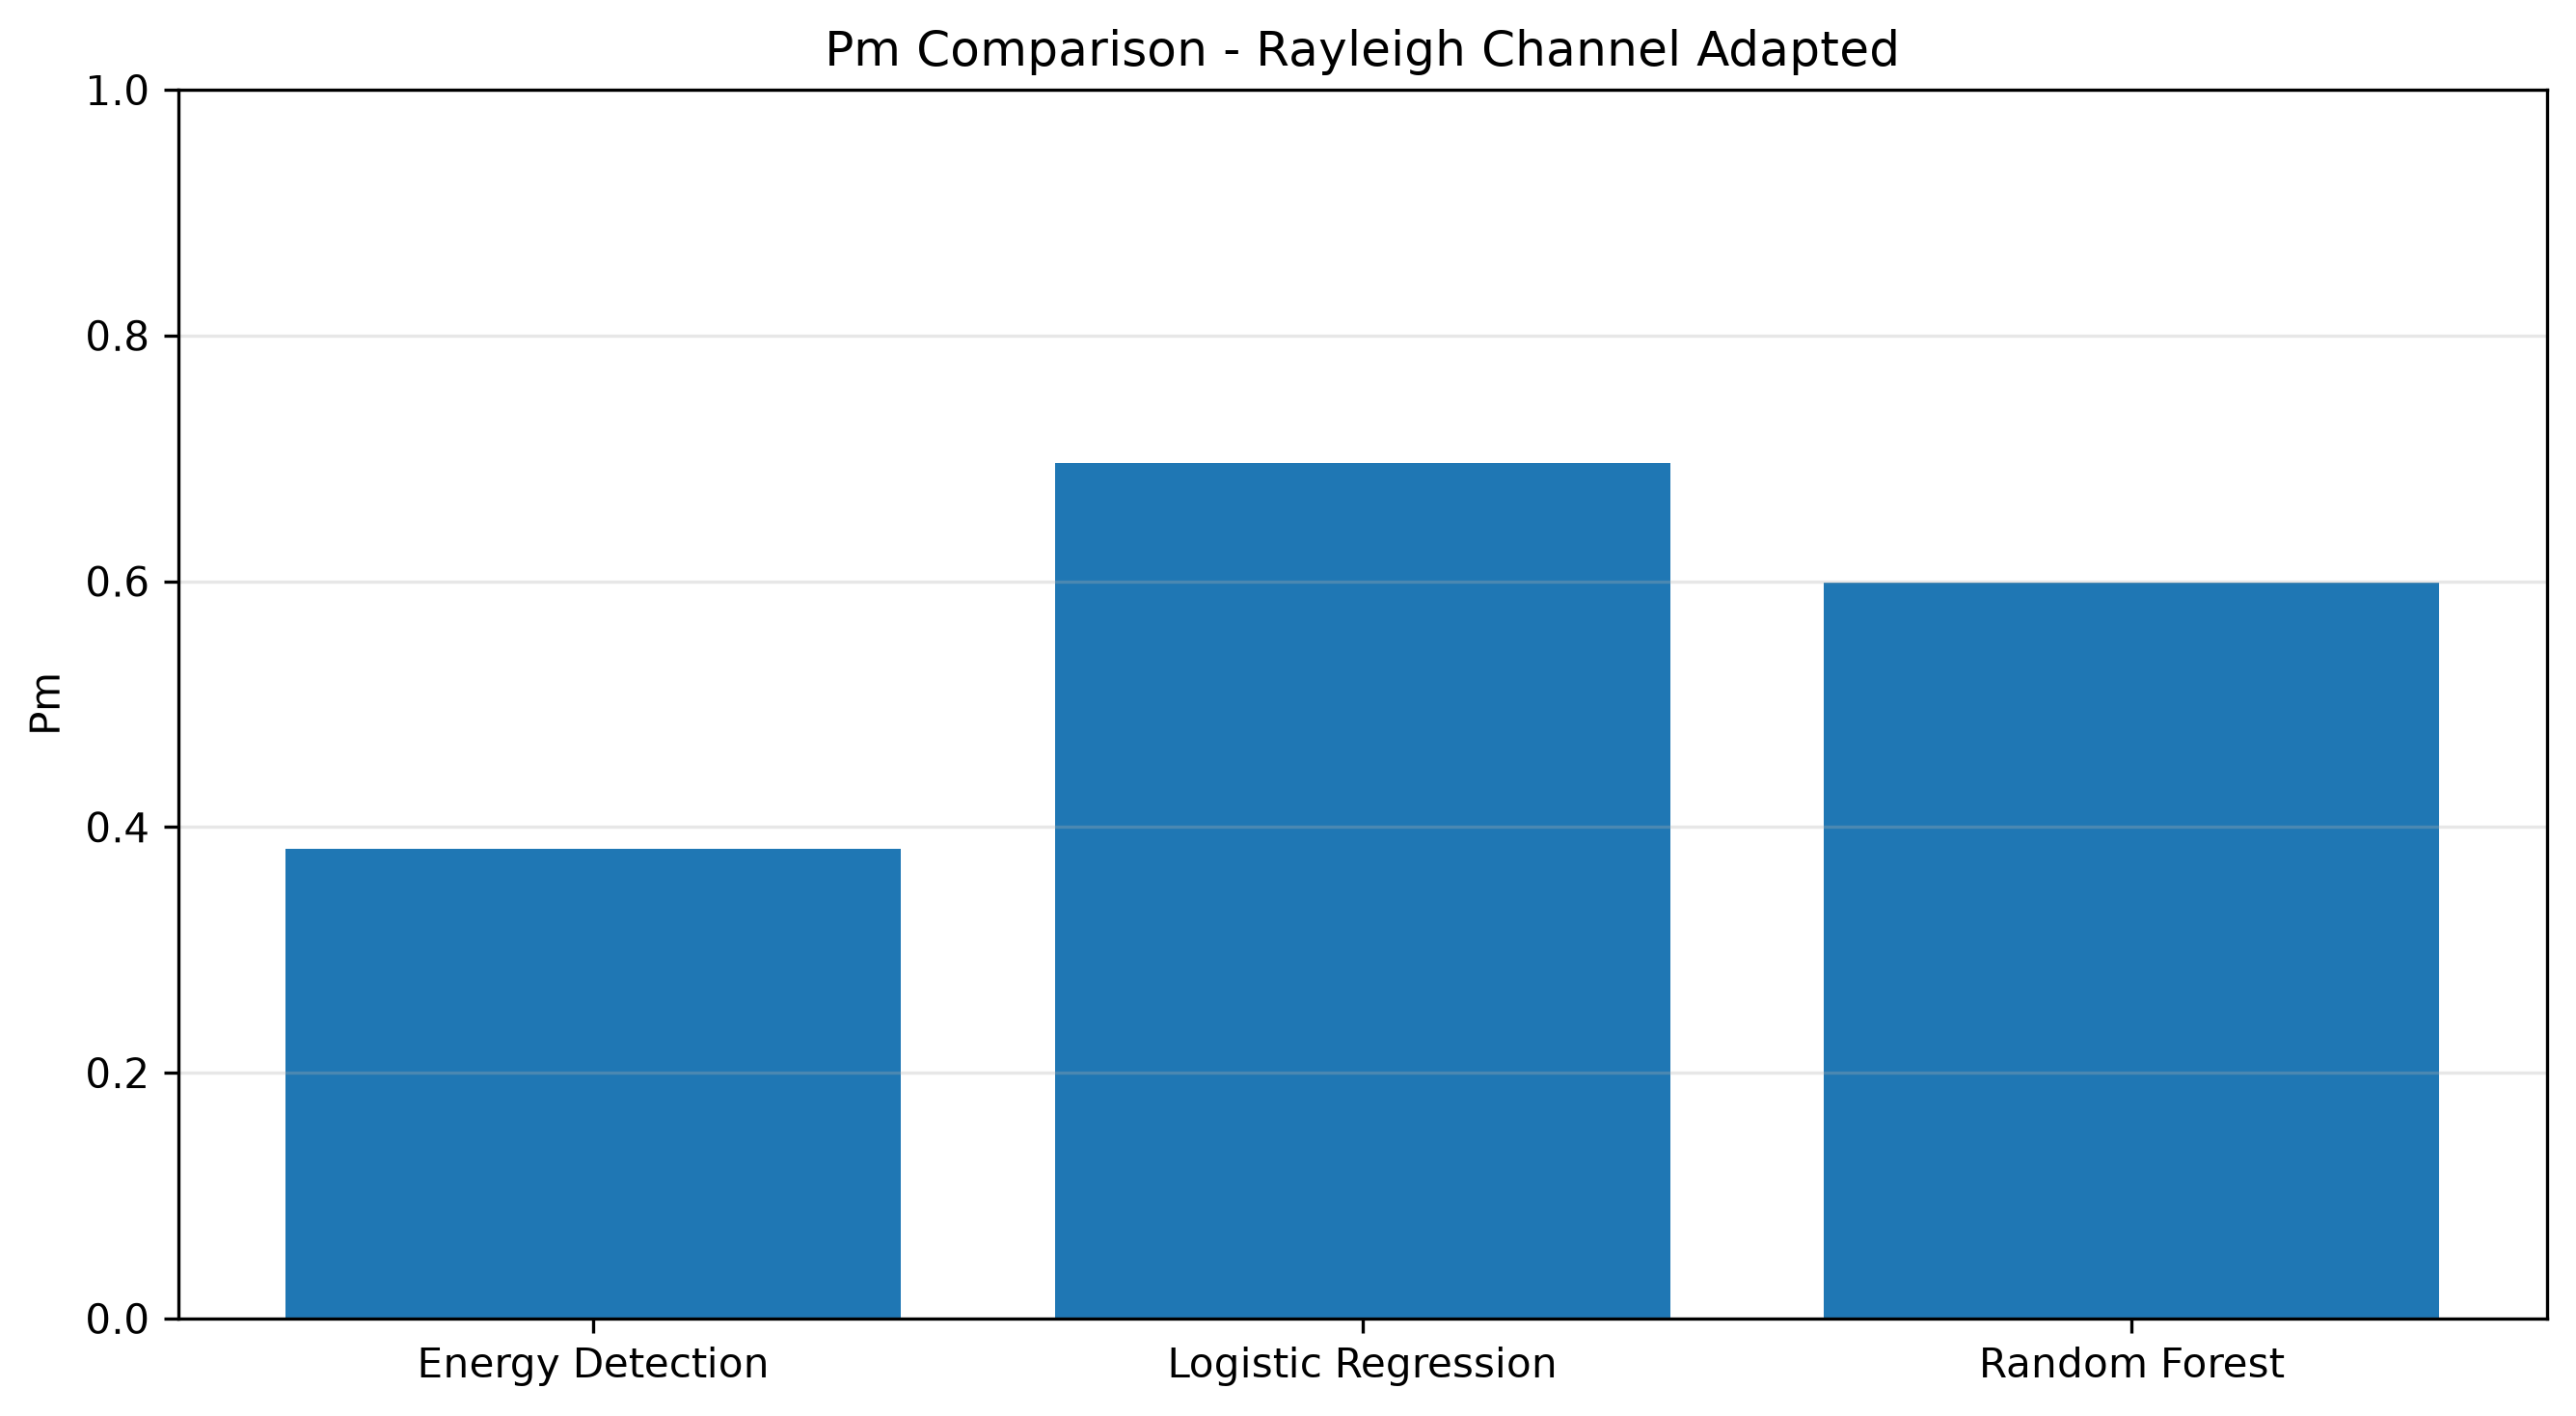 Pm Comparison - Rayleigh Channel Adapted
1.0
0.8
0.6
0.4
0.2
0.0
Pm
Energy Detection
Logistic Regression
Random Forest